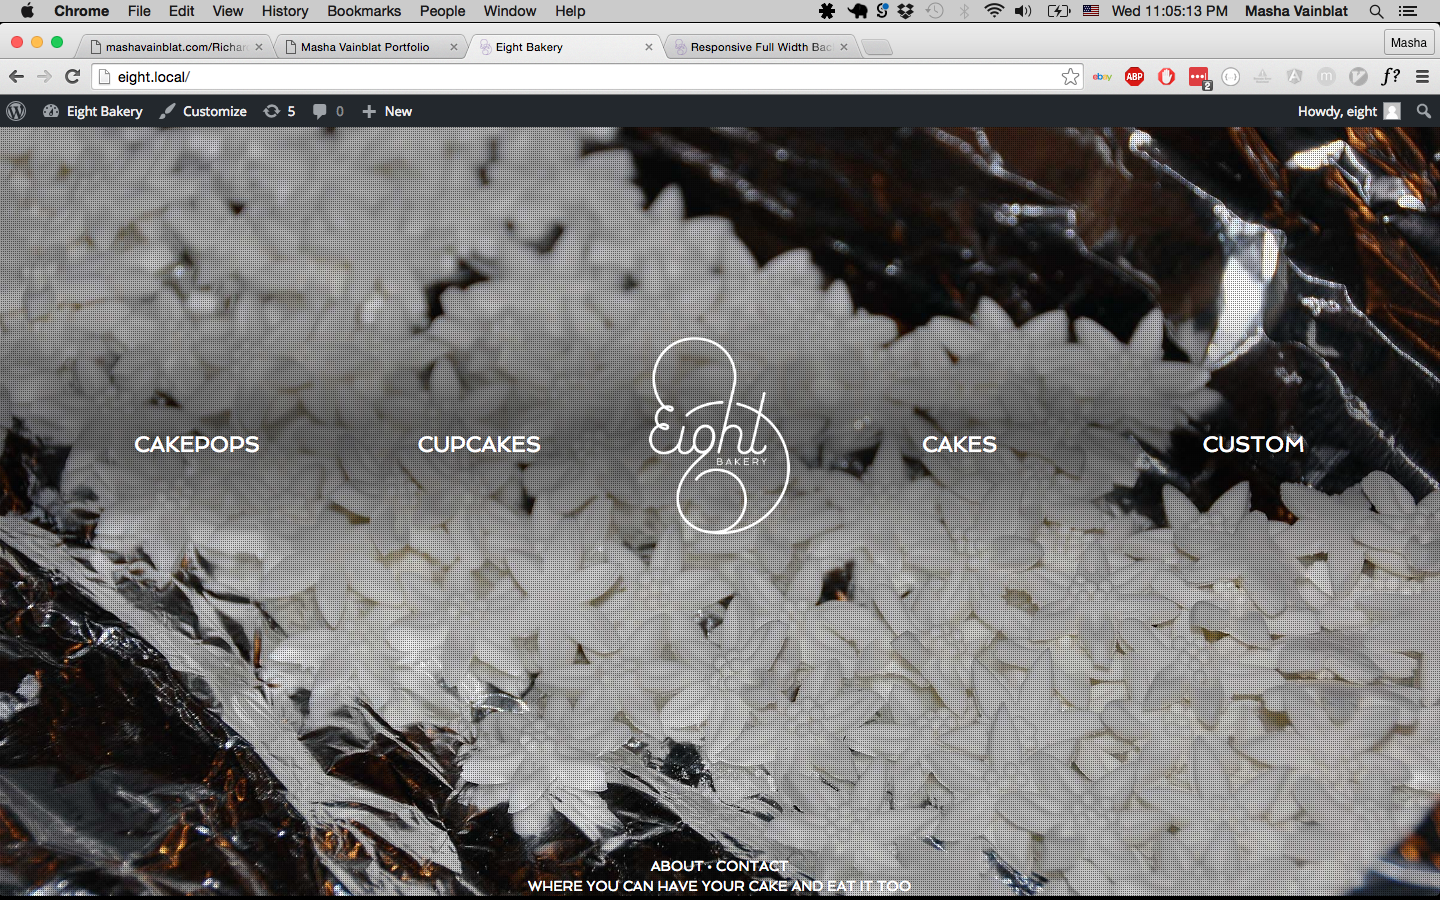 Chrome File Edit View History Bookmarks People Window Help Wed 11:05:13 PM Masha Vainblat
mashavainblat.com/Richar Masha Vainblat Portfolio Eight Bakery Responsive Full Width Bac Masha
eight.local/ ebay ABP 2 m f?
Eight Bakery Customize 5 0 New Howdy, eight
CAKEPOPS CUPCAKES Eight BAKERY CAKES CUSTOM
ABOUT • CONTACT
WHERE YOU CAN HAVE YOUR CAKE AND EAT IT TOO